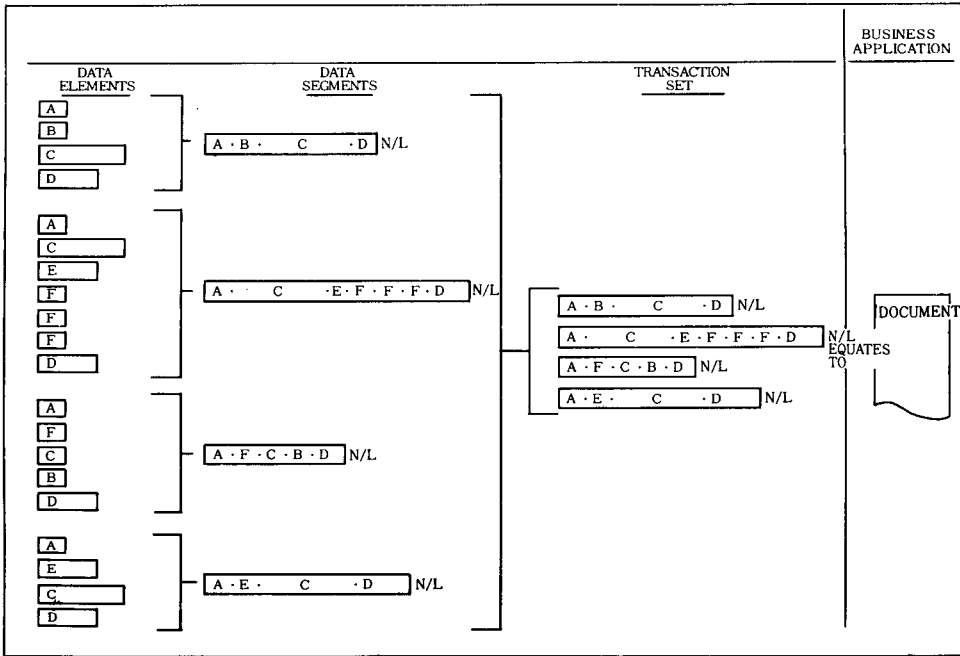 BUSINESS
APPLICATION
DATA
ELEMENTS
DATA
SEGMENTS
TRANSACTION
SET
A
B
C
D
A · B · C · D N/L
A
C
E
F
F
F
D
A · C · E · F · F · F · D N/L
A
F
C
B
D
A · F · C · B · D N/L
A
E
C
D
A · E · C · D N/L
A · B · C · D N/L
A · C · E · F · F · F · D N/L
A · F · C · B · D N/L
A · E · C · D N/L
EQUATES
TO
DOCUMENT